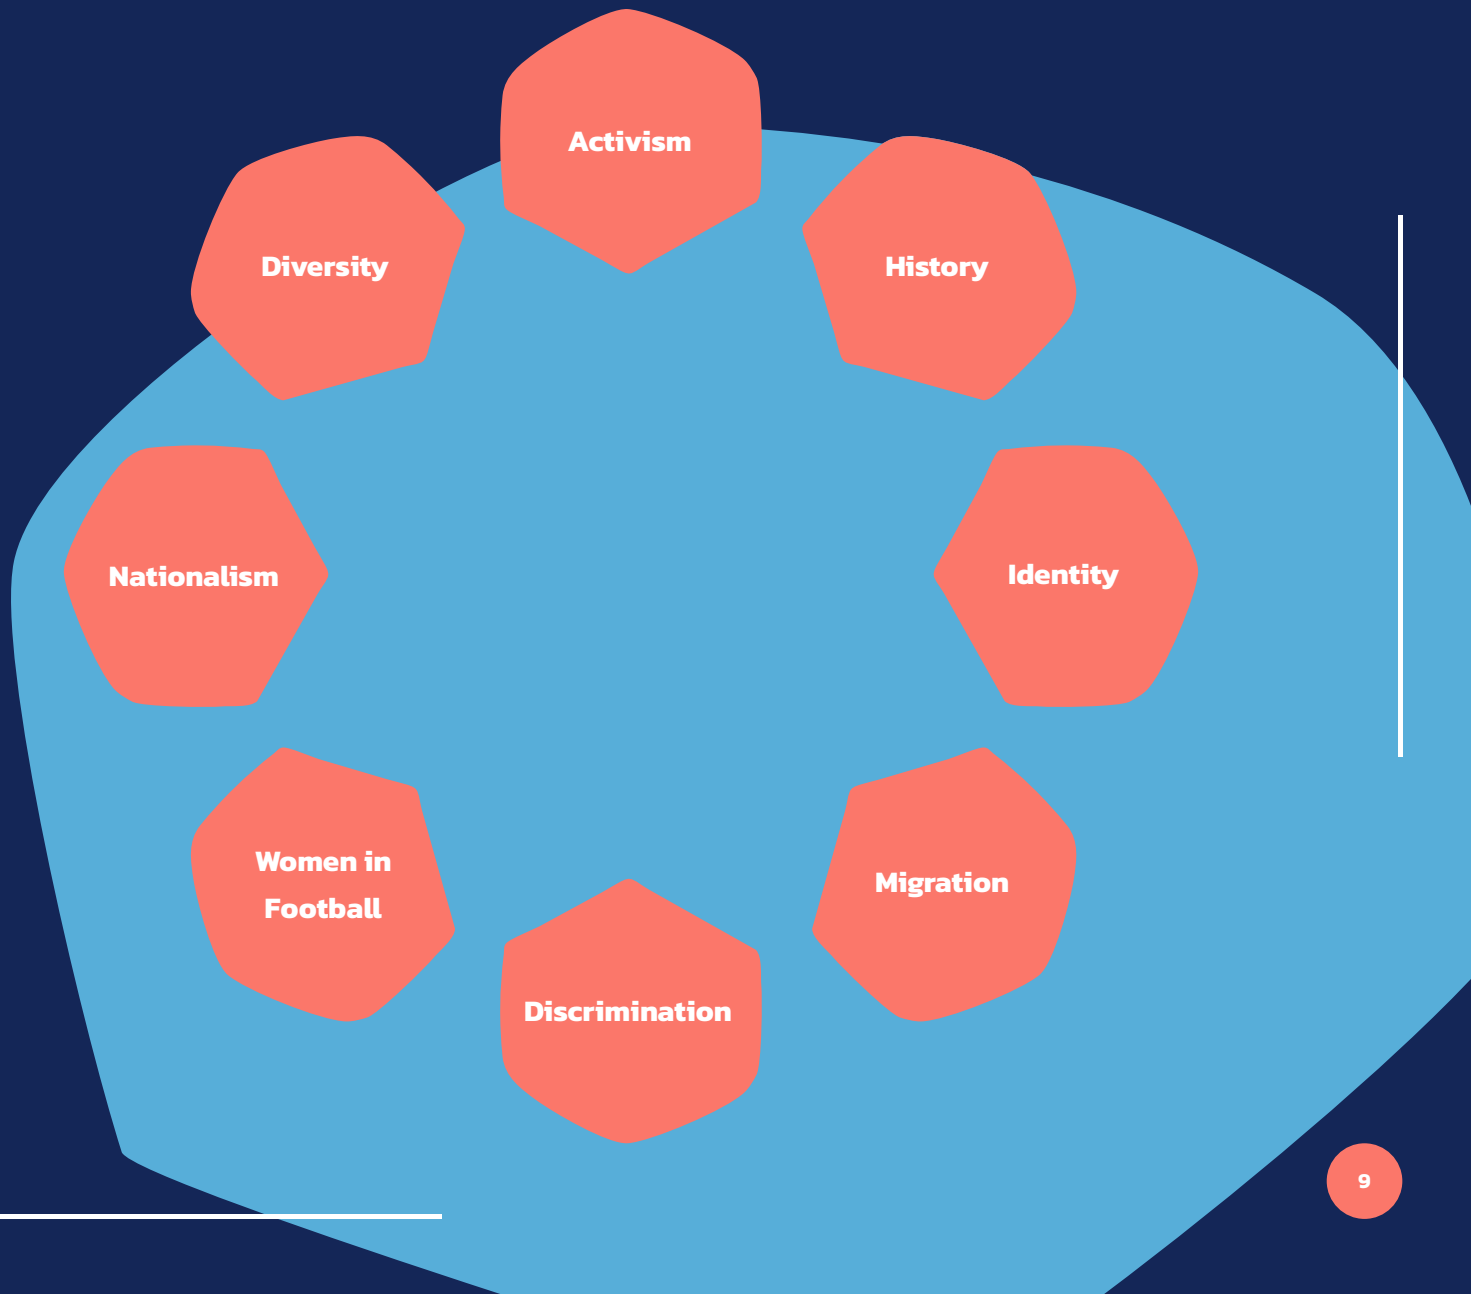 Activism
Diversity
History
Nationalism
Identity
Women in
Football
Migration
Discrimination
9